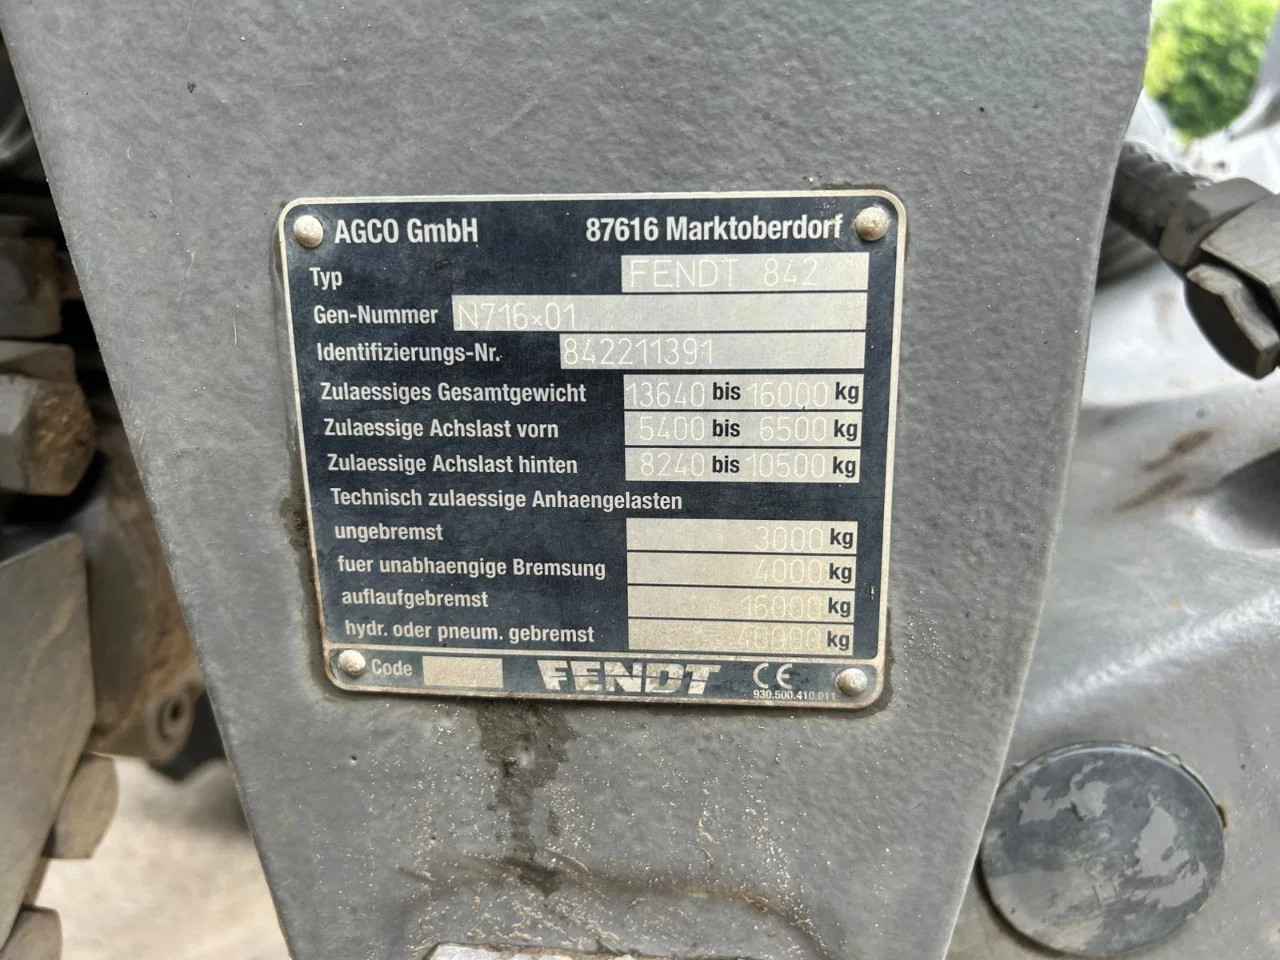 AGCO GmbH 87616 Marktoberdorf
Typ FENDT 842
Gen-Nummer N716*01
Identifizierungs-Nr. 842211391
Zulaessiges Gesamtgewicht 13640 bis 16000 kg
Zulaessige Achslast vorn 5400 bis 6500 kg
Zulaessige Achslast hinten 8240 bis 10500 kg
Technisch zulaessige Anhaengelasten
ungebremst 3000 kg
fuer unabhaengige Bremsung 4000 kg
auflaufgebremst 16000 kg
hydr. oder pneum. gebremst 40000 kg
Code FENDT CE
930.500.410.011